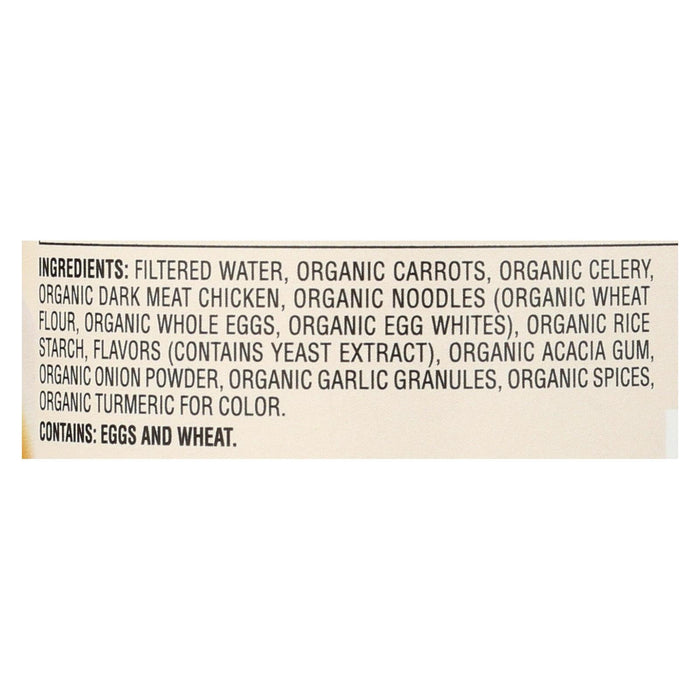 INGREDIENTS: FILTERED WATER, ORGANIC CARROTS, ORGANIC CELERY,
ORGANIC DARK MEAT CHICKEN, ORGANIC NOODLES (ORGANIC WHEAT
FLOUR, ORGANIC WHOLE EGGS, ORGANIC EGG WHITES), ORGANIC RICE
STARCH, FLAVORS (CONTAINS YEAST EXTRACT), ORGANIC ACACIA GUM,
ORGANIC ONION POWDER, ORGANIC GARLIC GRANULES, ORGANIC SPICES,
ORGANIC TURMERIC FOR COLOR.
CONTAINS: EGGS AND WHEAT.